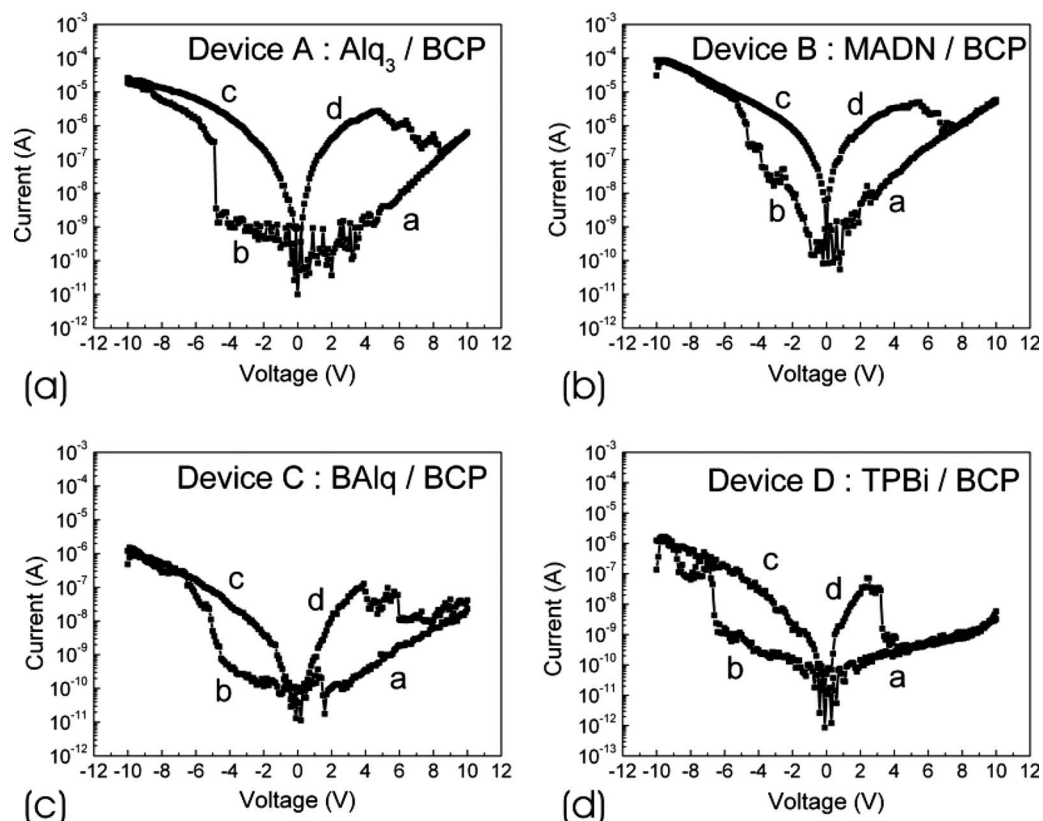 Device A : Alq₃ / BCP
Current (A)
10⁻³
10⁻⁴
10⁻⁵
10⁻⁶
10⁻⁷
10⁻⁸
10⁻⁹
10⁻¹⁰
10⁻¹¹
10⁻¹²
c
d
b
a
-12 -10 -8 -6 -4 -2 0 2 4 6 8 10 12
Voltage (V)
(a)
Device B : MADN / BCP
Current (A)
10⁻³
10⁻⁴
10⁻⁵
10⁻⁶
10⁻⁷
10⁻⁸
10⁻⁹
10⁻¹⁰
10⁻¹¹
10⁻¹²
c
d
b
a
-12 -10 -8 -6 -4 -2 0 2 4 6 8 10 12
Voltage (V)
(b)
Device C : BAlq / BCP
Current (A)
10⁻³
10⁻⁴
10⁻⁵
10⁻⁶
10⁻⁷
10⁻⁸
10⁻⁹
10⁻¹⁰
10⁻¹¹
10⁻¹²
c
d
b
a
-12 -10 -8 -6 -4 -2 0 2 4 6 8 10 12
Voltage (V)
(c)
Device D : TPBi / BCP
Current (A)
10⁻³
10⁻⁴
10⁻⁵
10⁻⁶
10⁻⁷
10⁻⁸
10⁻⁹
10⁻¹⁰
10⁻¹¹
10⁻¹²
10⁻¹³
c
d
b
a
-12 -10 -8 -6 -4 -2 0 2 4 6 8 10 12
Voltage (V)
(d)